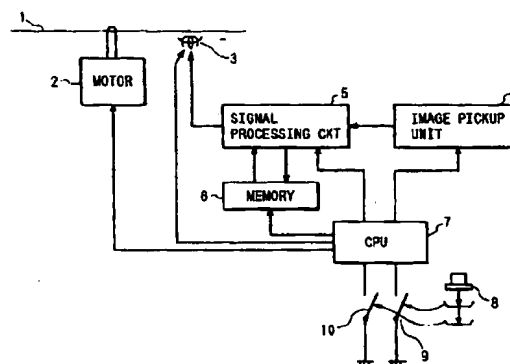 1
2
MOTOR
3
5
SIGNAL
PROCESSING CKT
IMAGE PICKUP
UNIT
6
MEMORY
7
CPU
8
10
9